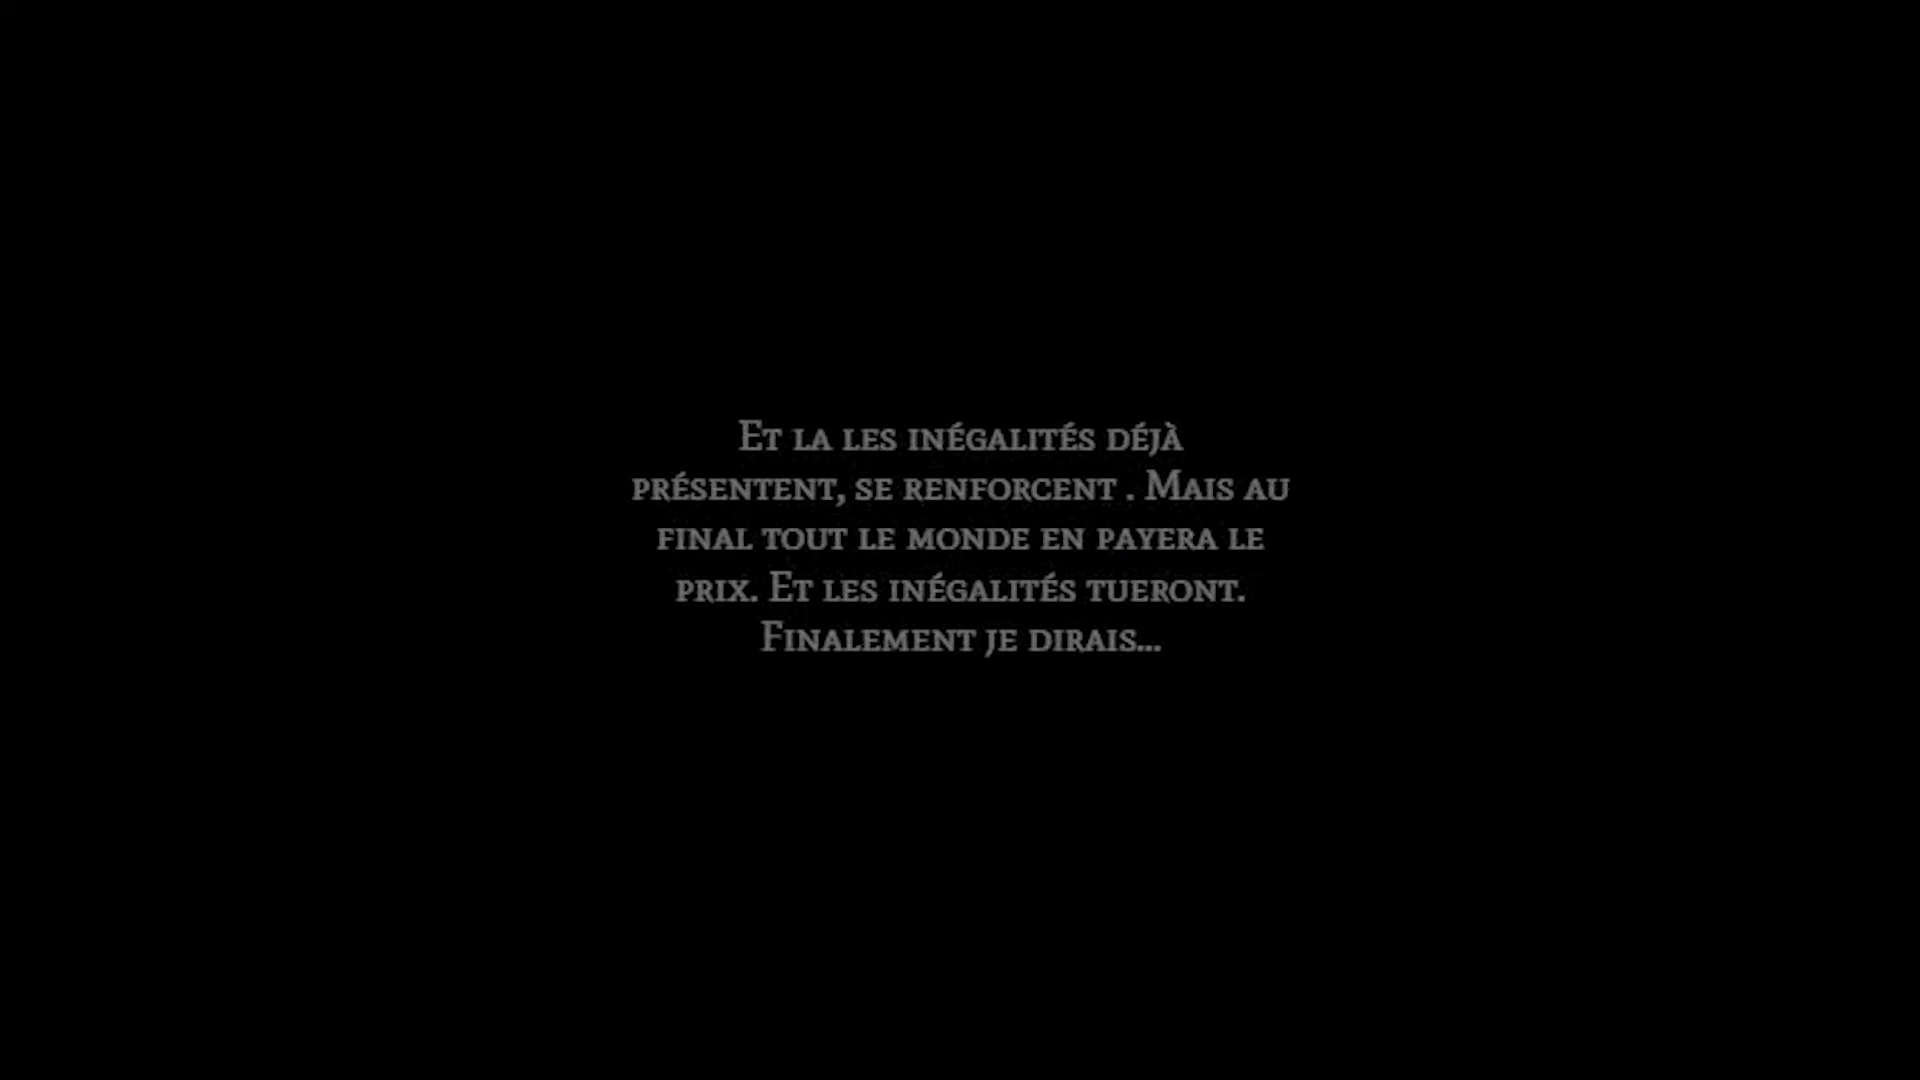 Et la les inégalités déjà
présentent, se renforcent . Mais au
final tout le monde en payera le
prix. Et les inégalités tueront.
Finalement je dirais...